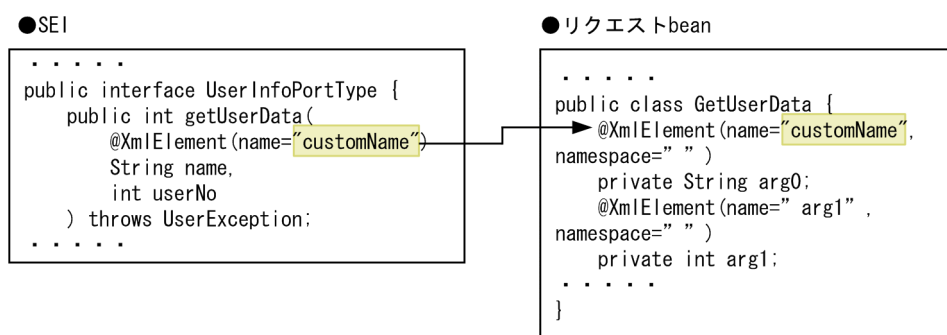 ●SEI
・・・・・
public interface UserInfoPortType {
public int getUserData(
@XmlElement(name="customName")
String name,
int userNo
) throws UserException;
・・・・・
●リクエストbean
・・・・・
public class GetUserData {
@XmlElement(name="customName",
namespace=" " )
private String arg0;
@XmlElement(name=" arg1" ,
namespace=" " )
private int arg1;
・・・・・
}